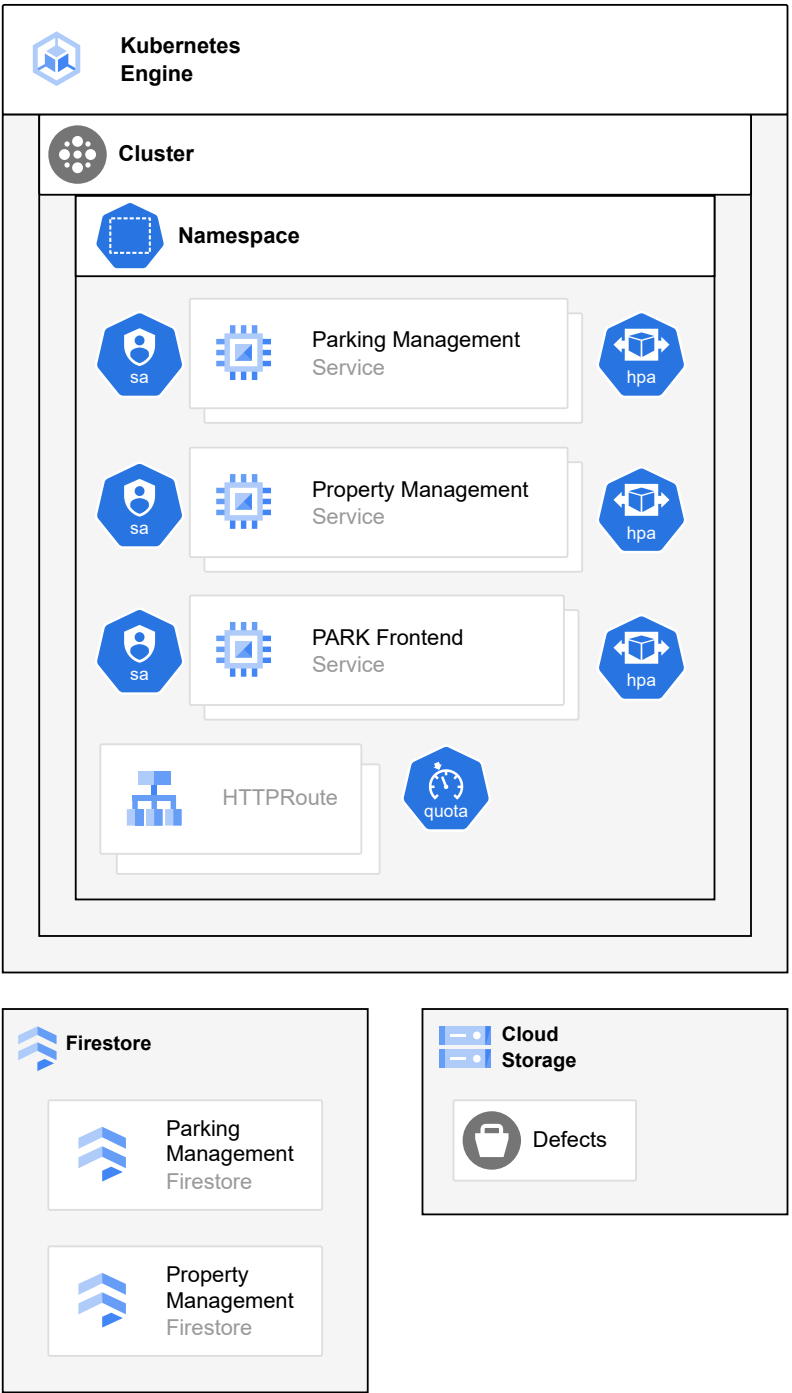 Kubernetes
Engine
Cluster
Namespace
sa
Parking Management
Service
hpa
sa
Property Management
Service
hpa
sa
PARK Frontend
Service
hpa
HTTPRoute
quota
Firestore
Parking
Management
Firestore
Property
Management
Firestore
Cloud
Storage
Defects